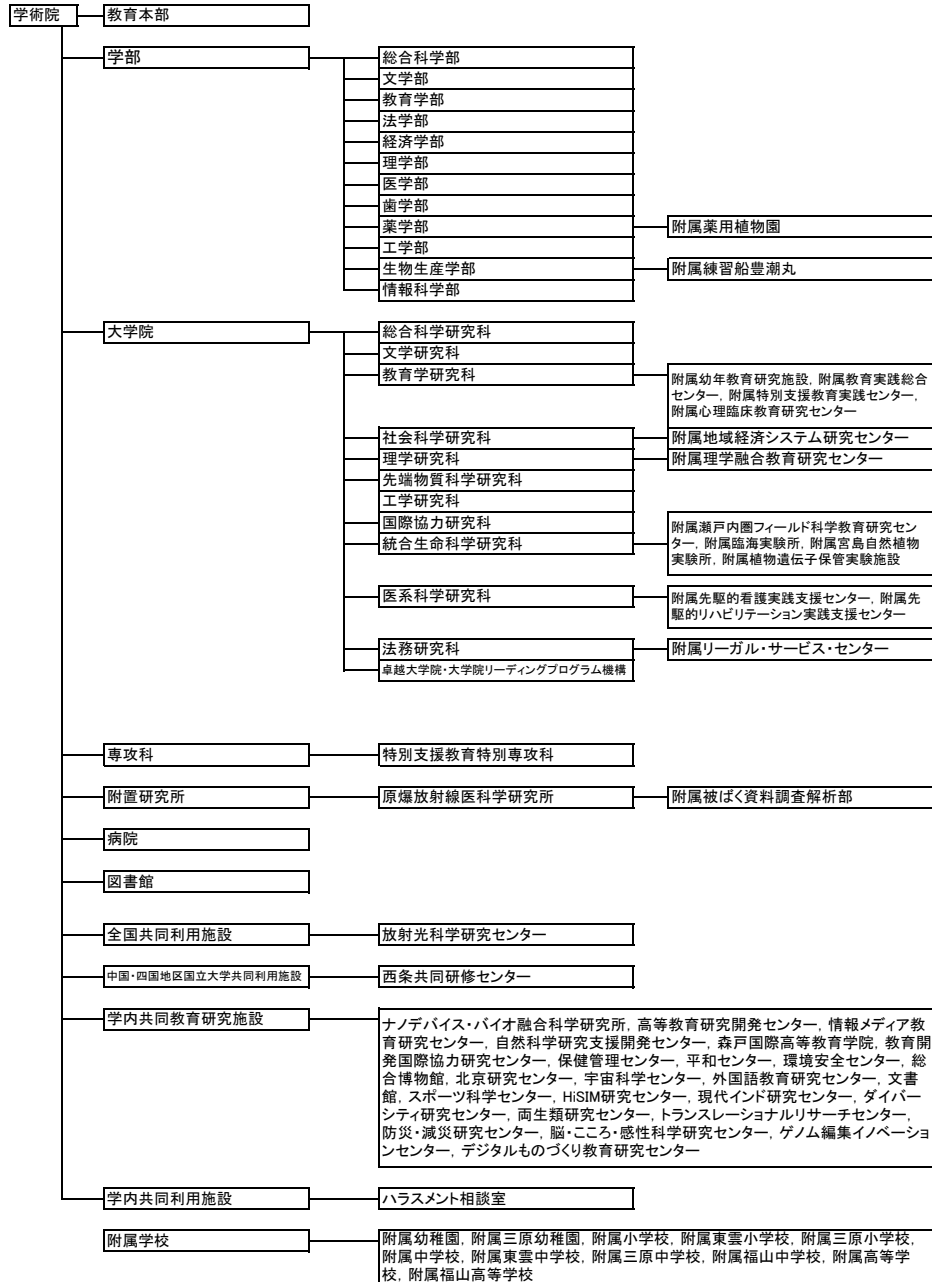 学術院
教育本部
学部
総合科学部
文学部
教育学部
法学部
経済学部
理学部
医学部
歯学部
薬学部
附属薬用植物園
工学部
生物生産学部
附属練習船豊潮丸
情報科学部
大学院
総合科学研究科
文学研究科
教育学研究科
附属幼年教育研究施設，附属教育実践総合
センター，附属特別支援教育実践センター，
附属心理臨床教育研究センター
社会科学研究科
附属地域経済システム研究センター
理学研究科
附属理学融合教育研究センター
先端物質科学研究科
工学研究科
国際協力研究科
統合生命科学研究科
附属瀬戸内圏フィールド科学教育研究セン
ター，附属臨海実験所，附属宮島自然植物
実験所，附属植物遺伝子保管実験施設
医系科学研究科
附属先駆的看護実践支援センター，附属先
駆的リハビリテーション実践支援センター
法務研究科
附属リーガル・サービス・センター
卓越大学院・大学院リーディングプログラム機構
専攻科
特別支援教育特別専攻科
附置研究所
原爆放射線医科学研究所
附属被ばく資料調査解析部
病院
図書館
全国共同利用施設
放射光科学研究センター
中国・四国地区国立大学共同利用施設
西条共同研修センター
学内共同教育研究施設
ナノデバイス・バイオ融合科学研究所，高等教育研究開発センター，情報メディア教
育研究センター，自然科学研究支援開発センター，森戸国際高等教育学院，教育開
発国際協力研究センター，保健管理センター，平和センター，環境安全センター，総
合博物館，北京研究センター，宇宙科学センター，外国語教育研究センター，文書
館，スポーツ科学センター，HiSIM研究センター，現代インド研究センター，ダイバー
シティ研究センター，両生類研究センター，トランスレーショナルリサーチセンター，
防災・減災研究センター，脳・こころ・感性科学研究センター，ゲノム編集イノベーショ
ンセンター，デジタルものづくり教育研究センター
学内共同利用施設
ハラスメント相談室
附属学校
附属幼稚園，附属三原幼稚園，附属小学校，附属東雲小学校，附属三原小学校，
附属中学校，附属東雲中学校，附属三原中学校，附属福山中学校，附属高等学
校，附属福山高等学校